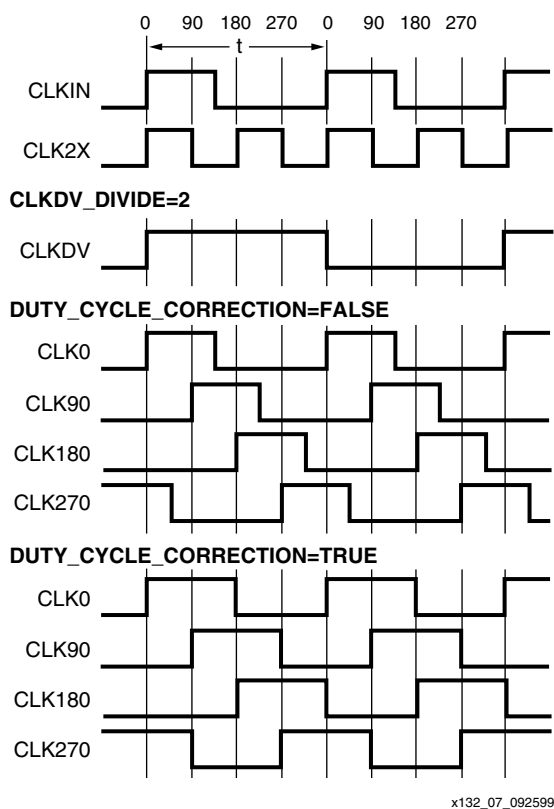 0 90 180 270 0 90 180 270
t
CLKIN
CLK2X
CLKDV_DIVIDE=2
CLKDV
DUTY_CYCLE_CORRECTION=FALSE
CLK0
CLK90
CLK180
CLK270
DUTY_CYCLE_CORRECTION=TRUE
CLK0
CLK90
CLK180
CLK270
x132_07_092599